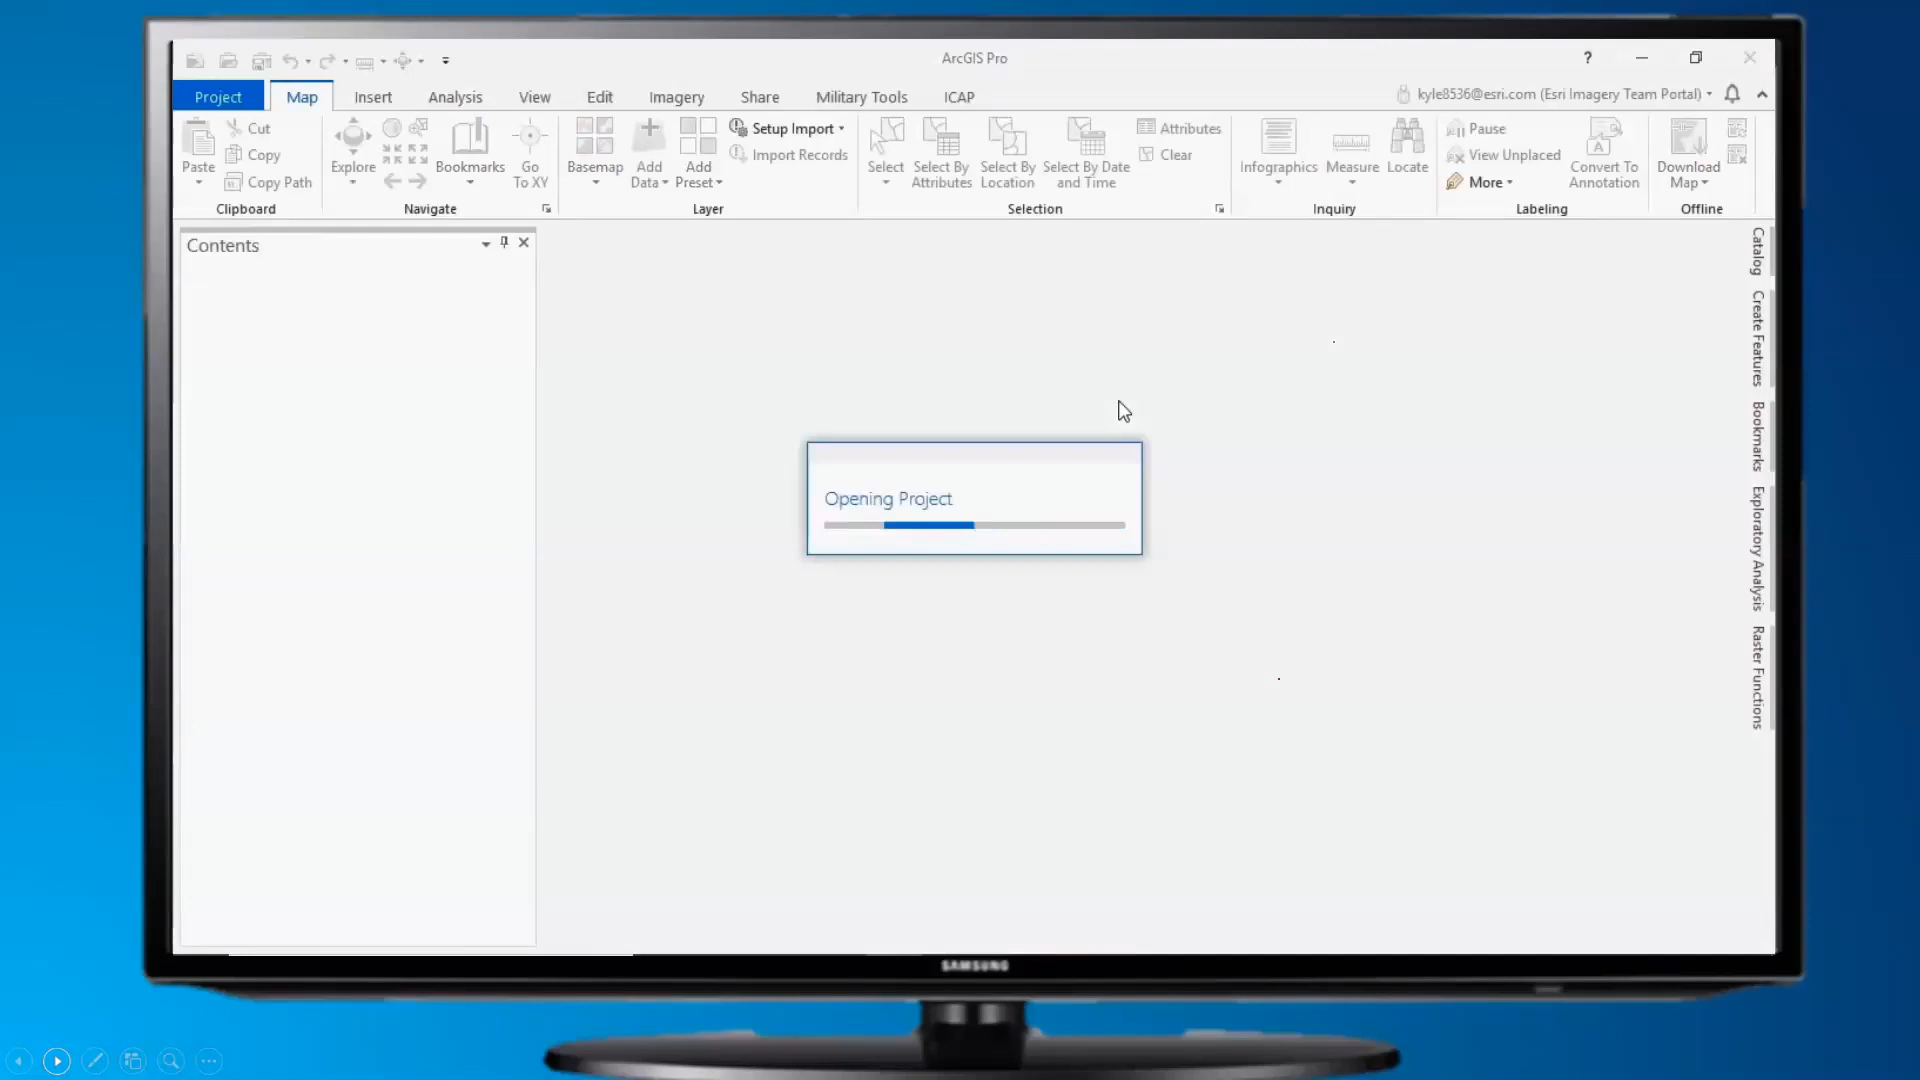 ArcGIS Pro
?
Project
Map
Insert
Analysis
View
Edit
Imagery
Share
Military Tools
ICAP
kyle8536@esri.com (Esri Imagery Team Portal)
Paste
Cut
Copy
Copy Path
Clipboard
Explore
Bookmarks
Go
To XY
Navigate
Basemap
Add
Data
Add
Preset
Setup Import
Import Records
Layer
Select
Select By
Attributes
Select By
Location
Select By Date
and Time
Attributes
Clear
Selection
Infographics
Measure
Locate
Inquiry
Pause
View Unplaced
More
Convert To
Annotation
Labeling
Download
Map
Offline
Contents
Opening Project
Catalog
Create Features
Bookmarks
Exploratory Analysis
Raster Functions
SAMSUNG